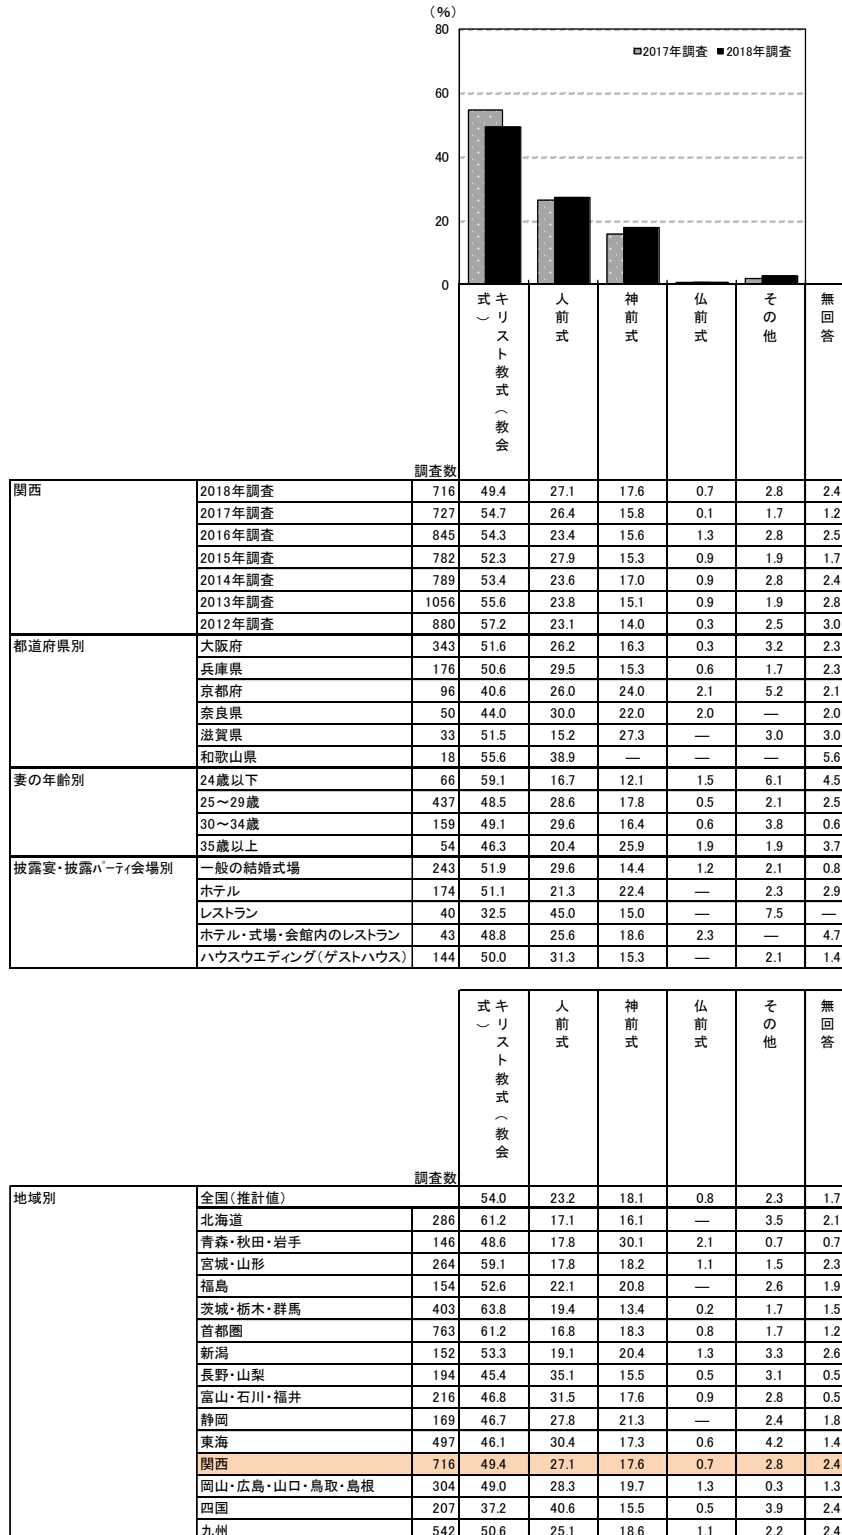 （%）
80
■2017年調査 ■2018年調査
60
40
20
0
キリスト教式（教会式）
人前式
神前式
仏前式
その他
無回答
調査数
関西 2018年調査 716 49.4 27.1 17.6 0.7 2.8 2.4
2017年調査 727 54.7 26.4 15.8 0.1 1.7 1.2
2016年調査 845 54.3 23.4 15.6 1.3 2.8 2.5
2015年調査 782 52.3 27.9 15.3 0.9 1.9 1.7
2014年調査 789 53.4 23.6 17.0 0.9 2.8 2.4
2013年調査 1056 55.6 23.8 15.1 0.9 1.9 2.8
2012年調査 880 57.2 23.1 14.0 0.3 2.5 3.0
都道府県別 大阪府 343 51.6 26.2 16.3 0.3 3.2 2.3
兵庫県 176 50.6 29.5 15.3 0.6 1.7 2.3
京都府 96 40.6 26.0 24.0 2.1 5.2 2.1
奈良県 50 44.0 30.0 22.0 2.0 ― 2.0
滋賀県 33 51.5 15.2 27.3 ― 3.0 3.0
和歌山県 18 55.6 38.9 ― ― ― 5.6
妻の年齢別 24歳以下 66 59.1 16.7 12.1 1.5 6.1 4.5
25～29歳 437 48.5 28.6 17.8 0.5 2.1 2.5
30～34歳 159 49.1 29.6 16.4 0.6 3.8 0.6
35歳以上 54 46.3 20.4 25.9 1.9 1.9 3.7
披露宴・披露ﾊﾟｰﾃｨ会場別 一般の結婚式場 243 51.9 29.6 14.4 1.2 2.1 0.8
ホテル 174 51.1 21.3 22.4 ― 2.3 2.9
レストラン 40 32.5 45.0 15.0 ― 7.5 ―
ホテル・式場・会館内のレストラン 43 48.8 25.6 18.6 2.3 ― 4.7
ハウスウエディング（ゲストハウス） 144 50.0 31.3 15.3 ― 2.1 1.4
キリスト教式（教会式）
人前式
神前式
仏前式
その他
無回答
調査数
地域別 全国（推計値） 54.0 23.2 18.1 0.8 2.3 1.7
北海道 286 61.2 17.1 16.1 ― 3.5 2.1
青森・秋田・岩手 146 48.6 17.8 30.1 2.1 0.7 0.7
宮城・山形 264 59.1 17.8 18.2 1.1 1.5 2.3
福島 154 52.6 22.1 20.8 ― 2.6 1.9
茨城・栃木・群馬 403 63.8 19.4 13.4 0.2 1.7 1.5
首都圏 763 61.2 16.8 18.3 0.8 1.7 1.2
新潟 152 53.3 19.1 20.4 1.3 3.3 2.6
長野・山梨 194 45.4 35.1 15.5 0.5 3.1 0.5
富山・石川・福井 216 46.8 31.5 17.6 0.9 2.8 0.5
静岡 169 46.7 27.8 21.3 ― 2.4 1.8
東海 497 46.1 30.4 17.3 0.6 4.2 1.4
関西 716 49.4 27.1 17.6 0.7 2.8 2.4
岡山・広島・山口・鳥取・島根 304 49.0 28.3 19.7 1.3 0.3 1.3
四国 207 37.2 40.6 15.5 0.5 3.9 2.4
九州 542 50.6 25.1 18.6 1.1 2.2 2.4